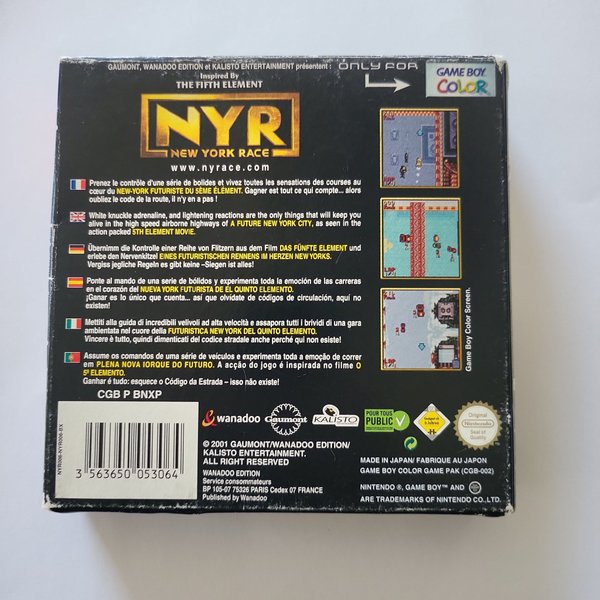 GAUMONT, WANADOO EDITION et KALISTO ENTERTAINMENT présentent :
ONLY FOR
GAME BOY
COLOR
Inspired By
THE FIFTH ELEMENT
NYR
NEW YORK RACE
www.nyrace.com
Prenez le contrôle d'une série de bolides et vivez toutes les sensations des courses au
cœur du NEW-YORK FUTURISTE DU 5ÈME ÉLÉMENT. Gagner est tout ce qui compte... alors
oubliez le code de la route, il n'y en a pas !
White knuckle adrenaline, and lightening reactions are the only things that will keep you
alive in the high speed airborne highways of A FUTURE NEW YORK CITY, as seen in the
action packed 5TH ELEMENT MOVIE.
Übernimm die Kontrolle einer Reihe von Flitzern aus dem Film DAS FÜNFTE ELEMENT und
erlebe den Nervenkitzel EINES FUTURISTISCHEN RENNENS IM HERZEN NEW YORKS.
Vergiss jegliche Regeln es gibt keine –Siegen ist alles!
Ponte al mando de una serie de bólidos y experimenta toda la emoción de las carreras
en el corazón del NUEVA YORK FUTURISTA DE EL QUINTO ELEMENTO.
¡Ganar es lo único que cuenta... así que olvidate de códigos de circulación, aquí no
existen!
Mettiti alla guida di incredibili velivoli ad alta velocità e assapora tutti i brividi di una gara
ambientata nel cuore della FUTURISTICA NEW YORK DEL QUINTO ELEMENTO.
Vincere è tutto, quindi dimenticati del codice stradale anche perché qui non esiste!
Assume os comandos de uma série de veículos e experimenta toda a emoção de correr
em PLENA NOVA IORQUE DO FUTURO. A acção do jogo é inspirada no filme O
5º ELEMENTO.
Ganhar é tudo: esquece o Código da Estrada – isso não existe!
Game Boy Color Screen.
CGB P BNXP
NYR006-NYR006-BX
3 563650 053064
wanadoo
Gaumont
KALISTO
POUR TOUS
PUBLIC
Original
Nintendo
Seal of
Quality
© 2001 GAUMONT/WANADOO EDITION/
KALISTO ENTERTAINMENT.
ALL RIGHT RESERVED
WANADOO EDITION
Service consommateurs
BP 105-07 75326 PARIS Cedex 07 FRANCE
Published by Wanadoo
MADE IN JAPAN/ FABRIQUE AU JAPON
GAME BOY COLOR GAME PAK (CGB-002)
NINTENDO ®, GAME BOY ™ AND
ARE TRADEMARKS OF NINTENDO CO.,LTD.